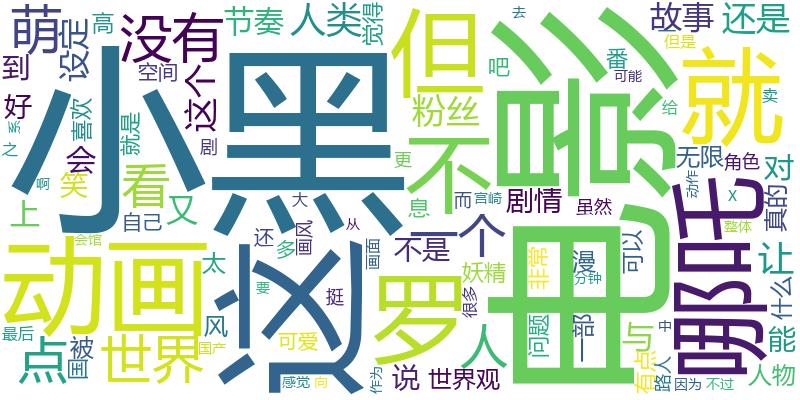 萌
设定
高
没有
节奏
人类
觉得
但
去
故事
还是
到
好
之
系
喜欢
会
就是
空间
这个
剧
小黑
电影
吧
粉丝
番
但是
可能
就
给
卖
不
更
息
笑
看
又
上
自己
无限
角色
对
动作
X
真的
动画
啊
会馆
大
还
多
画风
从
画面
这
不是
一个
而
宫崎
剧情
虽然
哪吒
整体
让
什么
最后
点
国
被
世界
风
国产
太
要
可爱
挺
感觉
向
作为
罗
说
世界观
很多
妖精
人
非常
问题
漫
一部
分钟
可以
与
有点
路人
中
因为
不过
能
人物